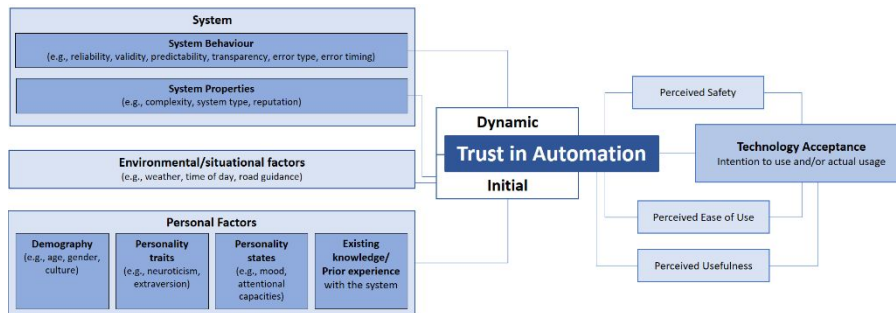 System
System Behaviour
(e.g., reliability, validity, predictability, transparency, error type, error timing)
System Properties
(e.g., complexity, system type, reputation)
Environmental/situational factors
(e.g., weather, time of day, road guidance)
Personal Factors
Demography
(e.g., age, gender,
culture)
Personality
traits
(e.g., neuroticism,
extraversion)
Personality
states
(e.g., mood,
attentional
capacities)
Existing
knowledge/
Prior experience
with the system
Dynamic
Trust in Automation
Initial
Perceived Safety
Technology Acceptance
Intention to use and/or actual usage
Perceived Ease of Use
Perceived Usefulness